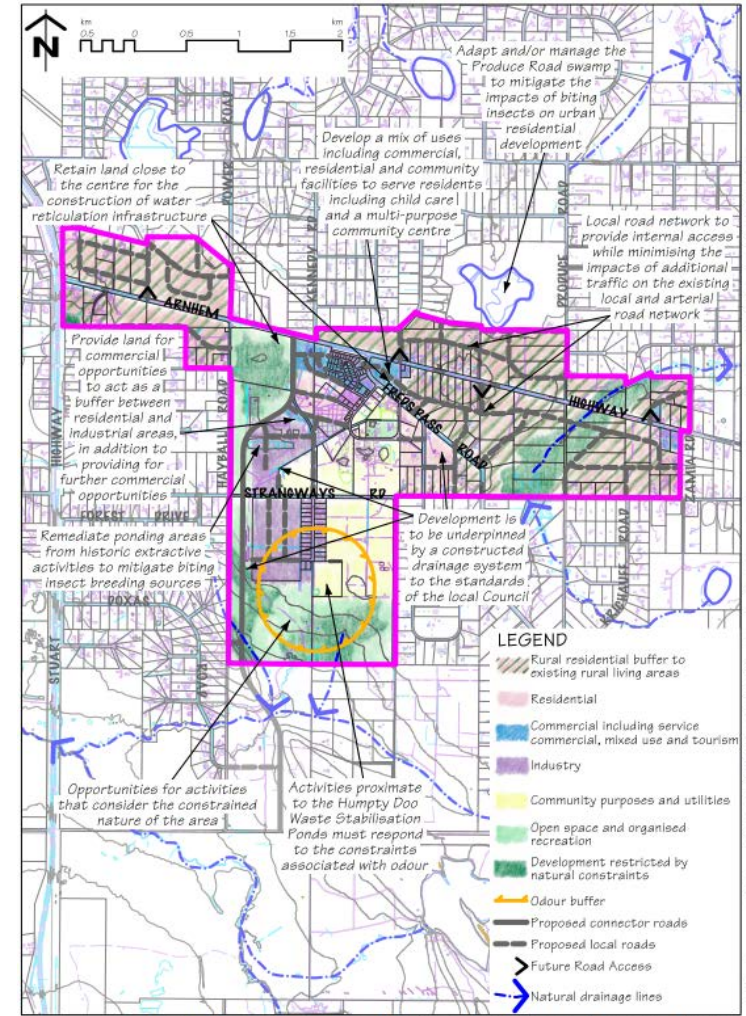 N
km
km
0.5 0 0.5 1 1.5 2
Adapt and/or manage the
Produce Road swamp
to mitigate the
impacts of biting
insects on urban
residential
development
Develop a mix of uses
including commercial,
residential and community
facilities to serve residents
including child care
and a multi-purpose
community centre
Retain land close to
the centre for the
construction of water
reticulation infrastructure
Local road network to
provide internal access
while minimising the
impacts of additional
traffic on the existing
local and arterial
road network
POWER ROAD
KENNEDY RD
PRODUCE ROAD
ARNHEM
HIGHWAY
FREDS PASS
ROAD
Provide land for
commercial
opportunities
to act as a
buffer between
residential and
industrial areas,
in addition to
providing for
further commercial
opportunities
HAYBALL ROAD
STRANGWAYS RD
STUART HIGHWAY
FOREST DRIVE
Remediate ponding areas
from historic extractive
activities to mitigate biting
insect breeding sources
DOXAS
Development is
to be underpinned
by a constructed
drainage system
to the standards
of the local Council
KRICHAUFF ROAD
Opportunities for activities
that consider the constrained
nature of the area
Activities proximate
to the Humpty Doo
Waste Stabilisation
Ponds must respond
to the constraints
associated with odour
LEGEND
Rural residential buffer to
existing rural living areas
Residential
Commercial including service
commercial, mixed use and tourism
Industry
Community purposes and utilities
Open space and organised
recreation
Development restricted by
natural constraints
Odour buffer
Proposed connector roads
Proposed local roads
Future Road Access
Natural drainage lines